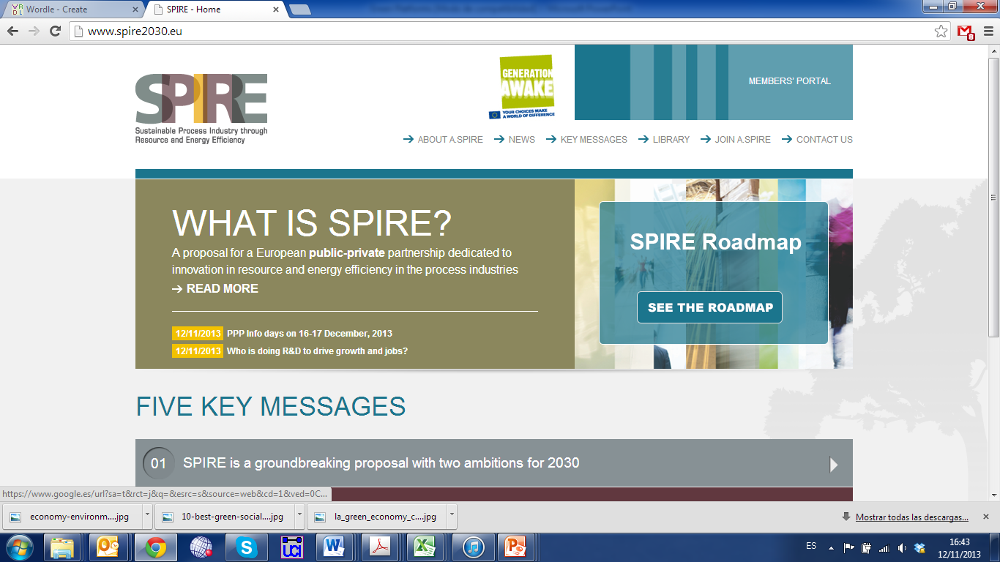 Wordle - Create
SPIRE - Home
www.spire2030.eu
8
SPIRE
Sustainable Process Industry through
Resource and Energy Efficiency
GENERATION
AWAKE
YOUR CHOICES MAKE
A WORLD OF DIFFERENCE
MEMBERS' PORTAL
ABOUT A.SPIRE
NEWS
KEY MESSAGES
LIBRARY
JOIN A.SPIRE
CONTACT US
WHAT IS SPIRE?
A proposal for a European public-private partnership dedicated to
innovation in resource and energy efficiency in the process industries
READ MORE
12/11/2013 PPP Info days on 16-17 December, 2013
12/11/2013 Who is doing R&D to drive growth and jobs?
SPIRE Roadmap
SEE THE ROADMAP
FIVE KEY MESSAGES
01 SPIRE is a groundbreaking proposal with two ambitions for 2030
https://www.google.es/url?sa=t&rct=j&q=&esrc=s&source=web&cd=1&ved=0C...
economy-environm....jpg
10-best-green-social....jpg
la_green_economy_c....jpg
Mostrar todas las descargas...
ES
16:43
12/11/2013